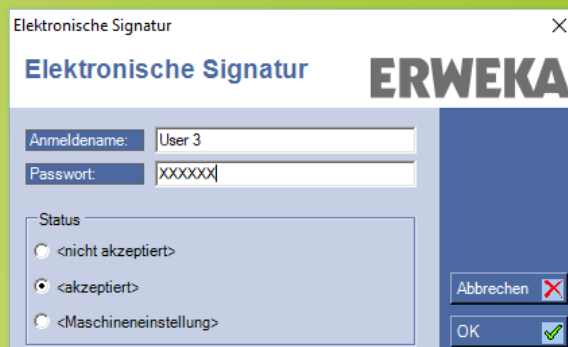 Elektronische Signatur
Elektronische Signatur
ERWEKA
Anmeldename: User 3
Passwort: XXXXXX
Status
<nicht akzeptiert>
<akzeptiert>
<Maschineneinstellung>
Abbrechen
OK